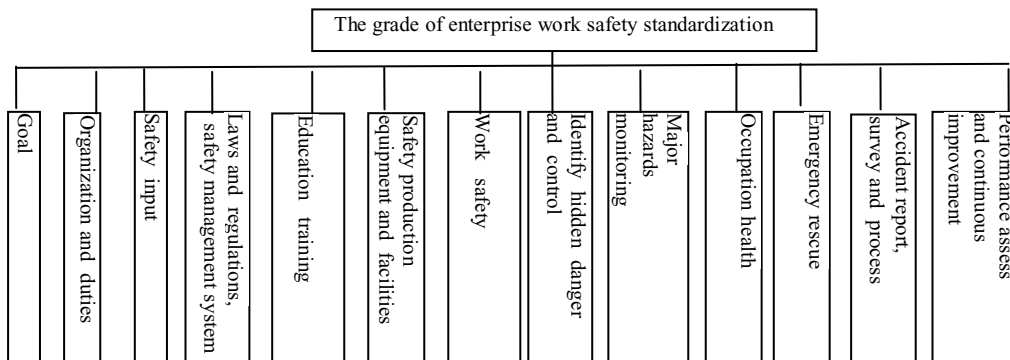 The grade of enterprise work safety standardization
Goal
Organization and duties
Safety input
Laws and regulations,
safety management system
Education training
Safety production
equipment and facilities
Work safety
Identify hidden danger
and control
Major
hazards
monitoring
Occupation health
Emergency rescue
Accident report,
survey and process
Performance assess
and continuous
improvement